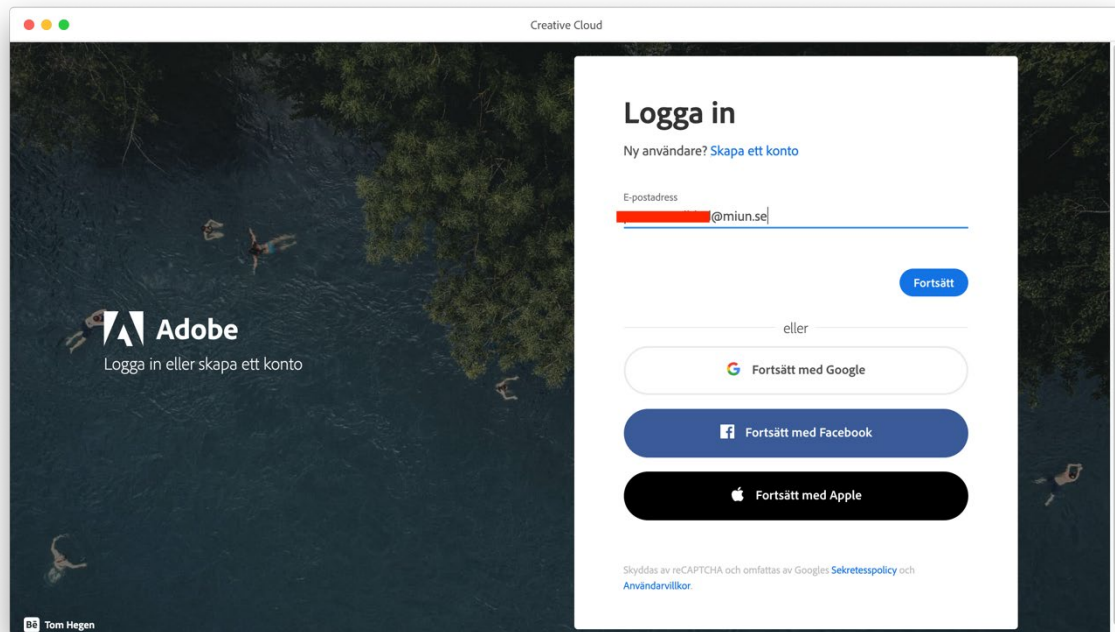 Creative Cloud
Adobe
Logga in eller skapa ett konto
Bē Tom Hegen
Logga in
Ny användare? Skapa ett konto
E-postadress
@miun.se
Fortsätt
eller
Fortsätt med Google
Fortsätt med Facebook
Fortsätt med Apple
Skyddas av reCAPTCHA och omfattas av Googles Sekretesspolicy och
Användarvillkor.